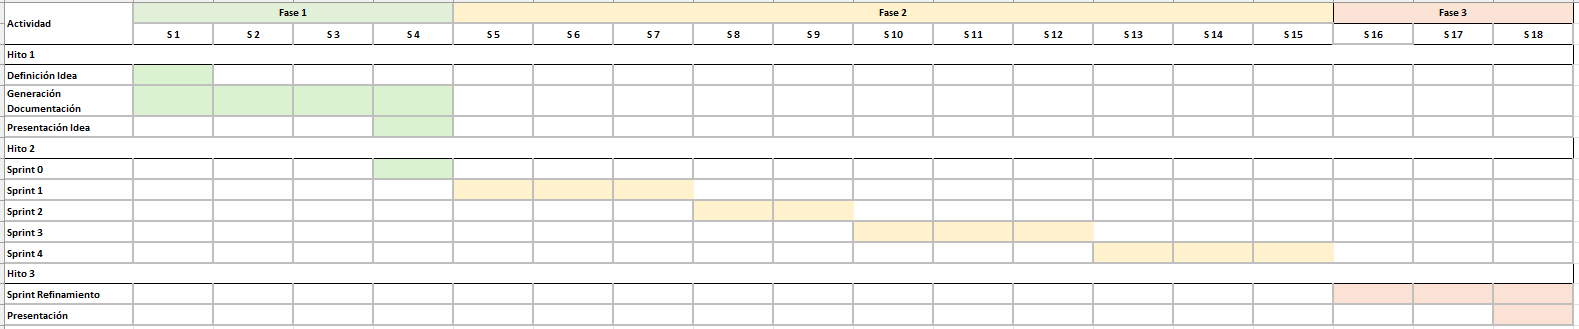 Actividad
Fase 1
Fase 2
Fase 3
S 1
S 2
S 3
S 4
S 5
S 6
S 7
S 8
S 9
S 10
S 11
S 12
S 13
S 14
S 15
S 16
S 17
S 18
Hito 1
Definición Idea
Generación
Documentación
Presentación Idea
Hito 2
Sprint 0
Sprint 1
Sprint 2
Sprint 3
Sprint 4
Hito 3
Sprint Refinamiento
Presentación